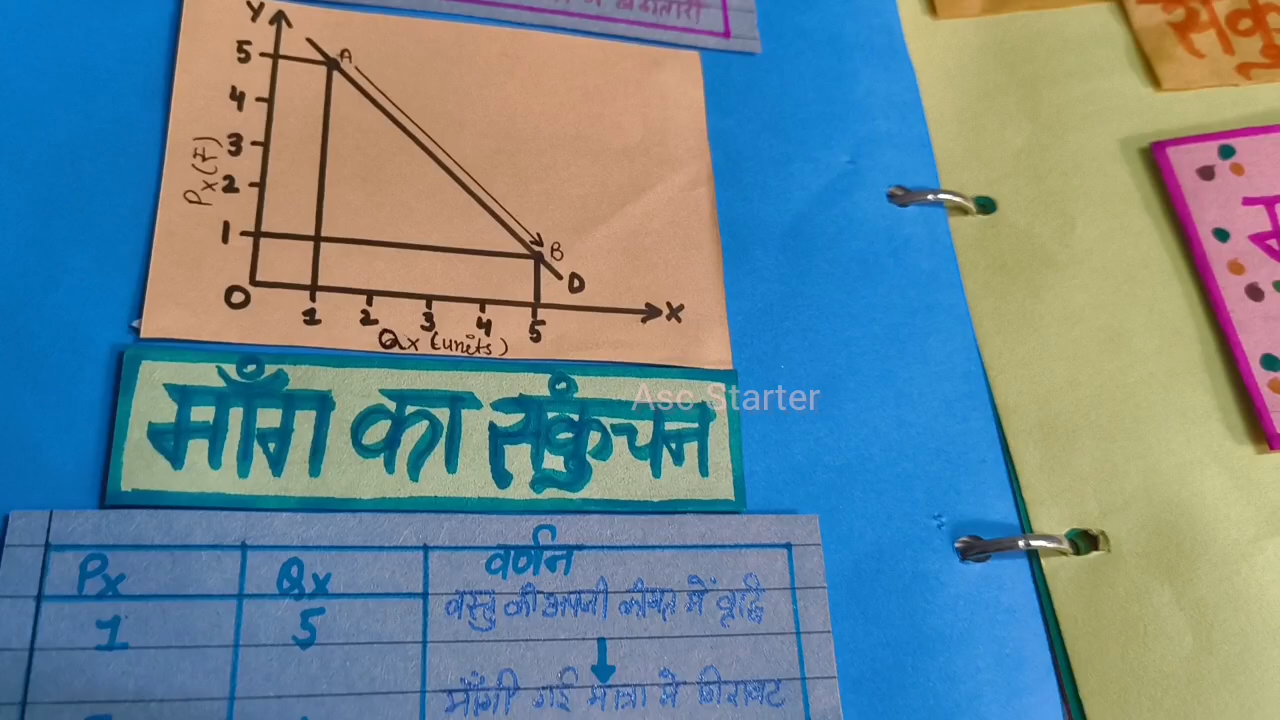 Y
5
A
4
3
Px (₹)
2
1
B
D
O
1 2 3 4 5
X
Qx (units)
माँग का संकुचन
Asc Starter
Px Qx वर्णन
1 5 वस्तु की अपनी कीमत में वृद्धि
माँगी गई मात्रा में गिरावट
संकु